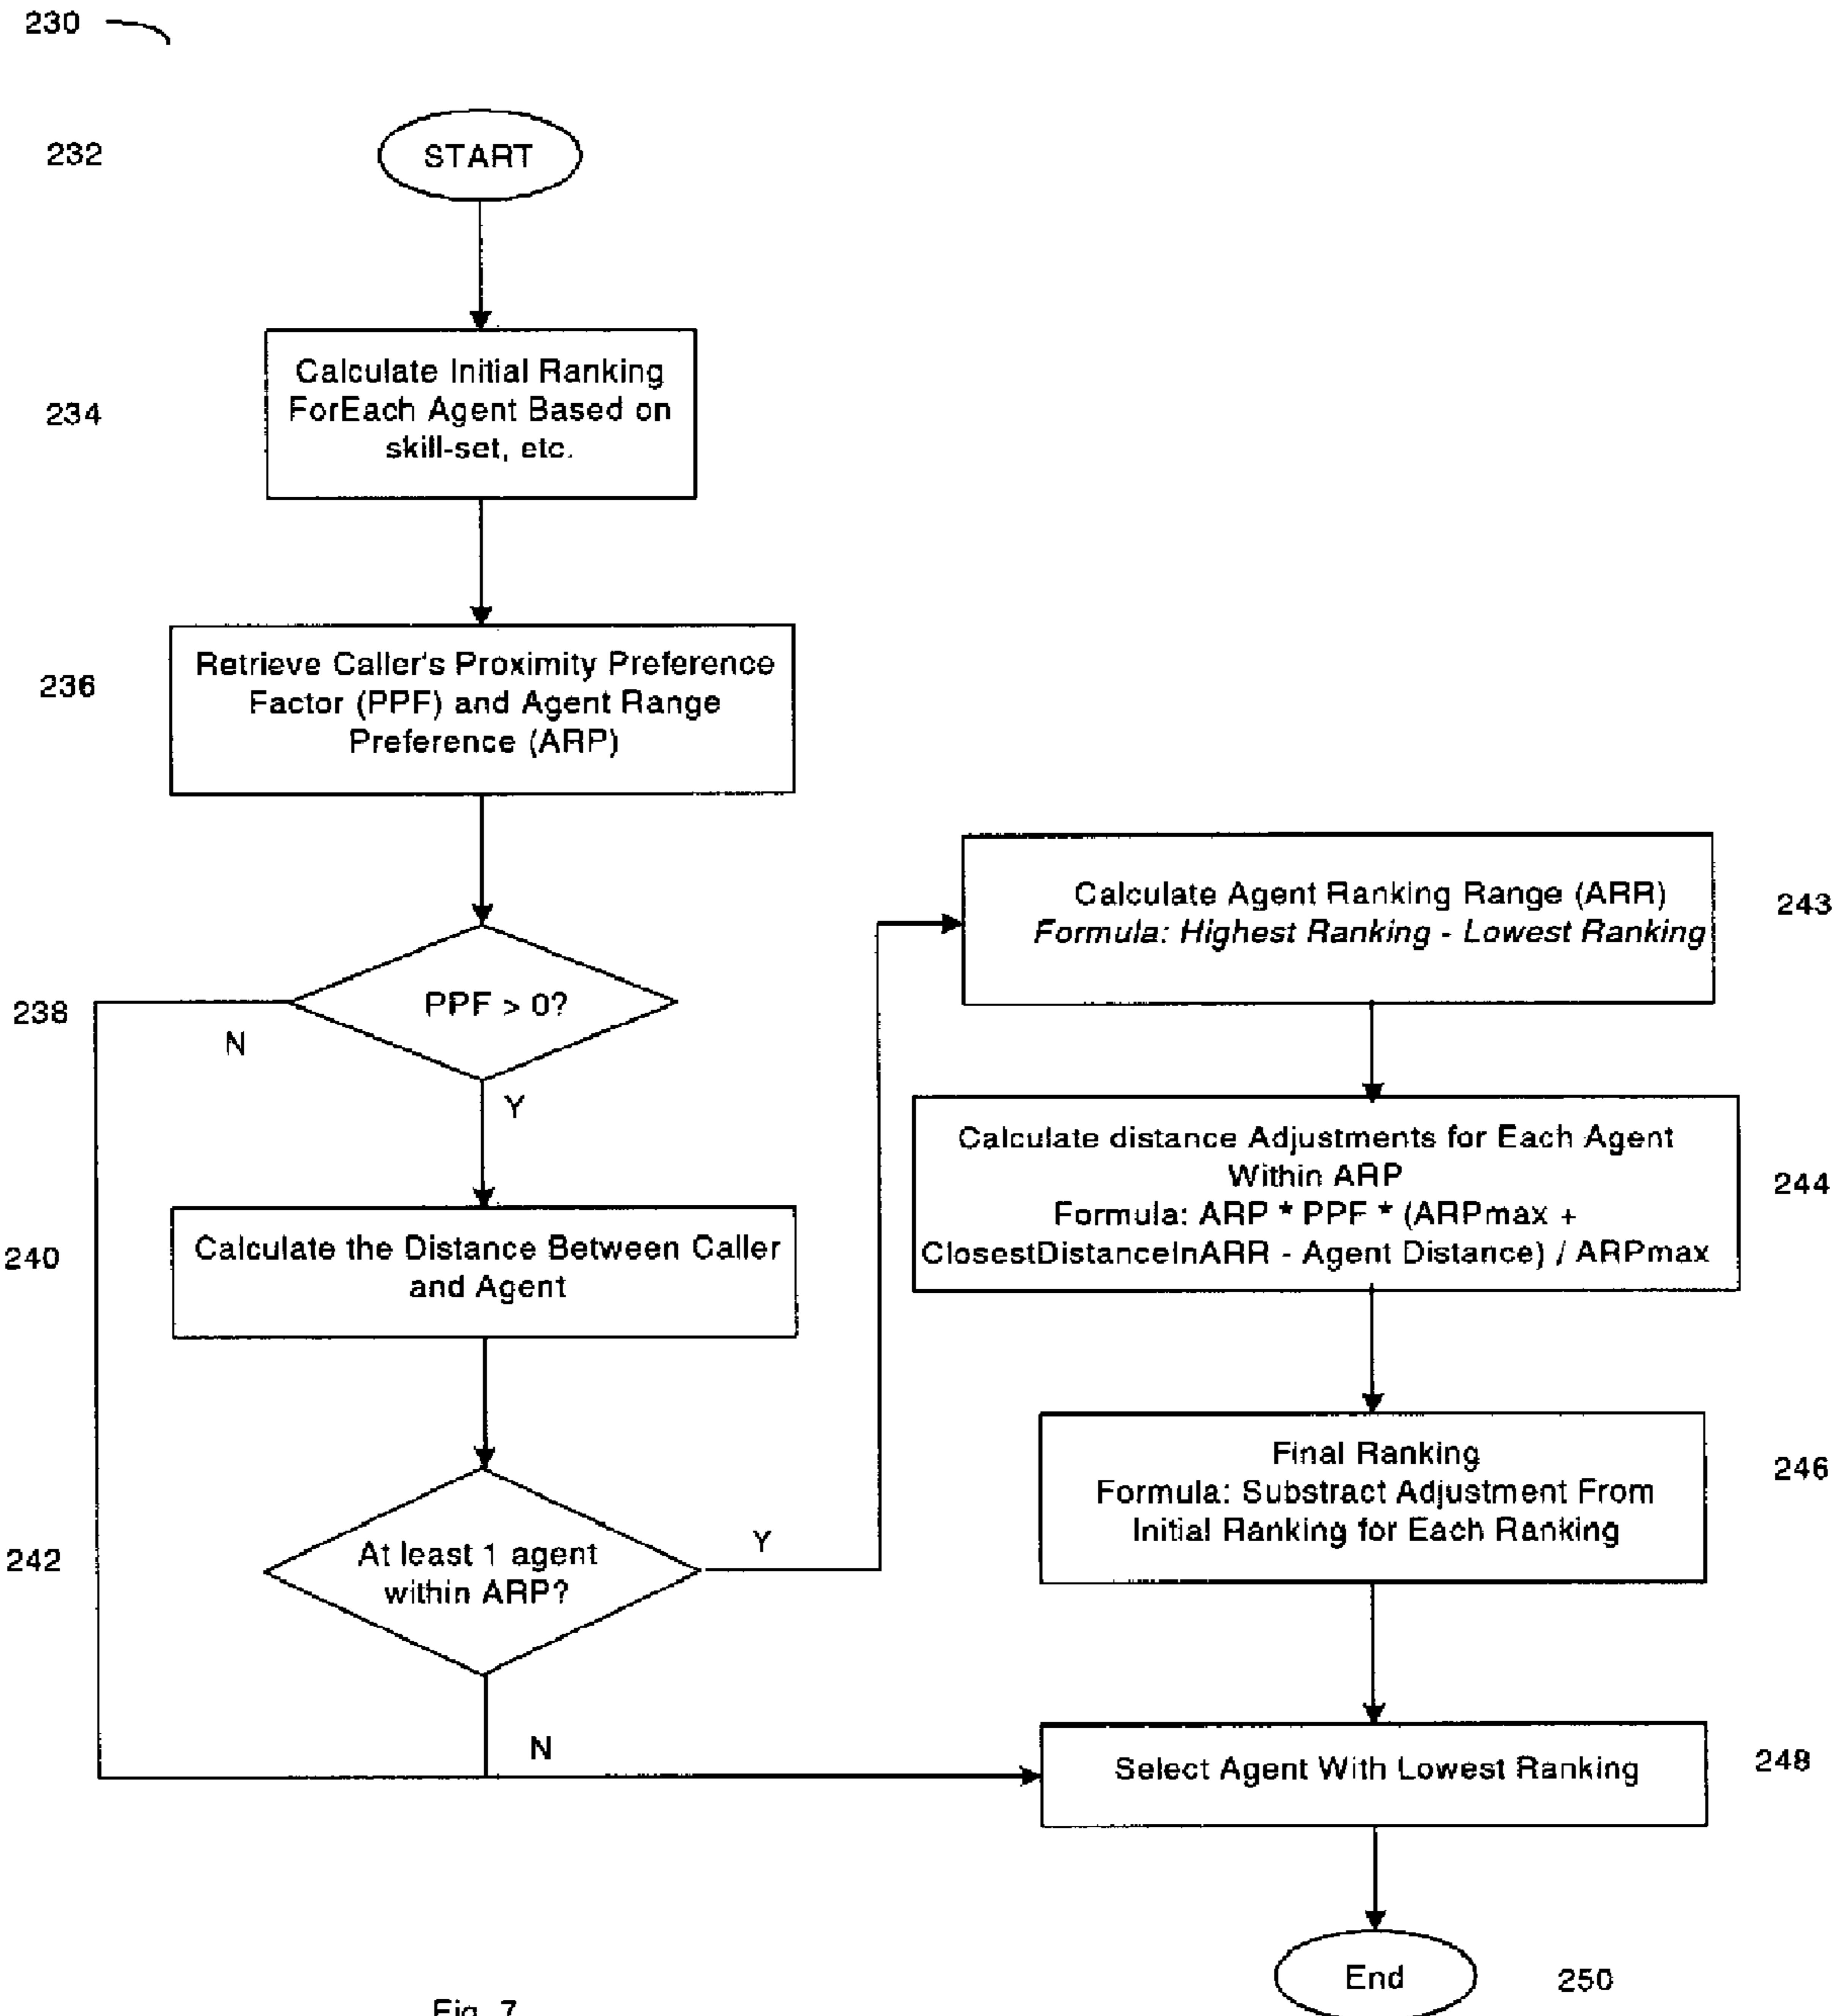 230
232
START
234
Calculate Initial Ranking
ForEach Agent Based on
skill-set, etc.
236
Retrieve Caller's Proximity Preference
Factor (PPF) and Agent Range
Preference (ARP)
238
PPF > 0?
N
Y
240
Calculate the Distance Between Caller
and Agent
242
At least 1 agent
within ARP?
Y
N
Calculate Agent Ranking Range (ARR)
Formula: Highest Ranking - Lowest Ranking
243
Calculate distance Adjustments for Each Agent
Within ARP
Formula: ARP * PPF * (ARPmax +
ClosestDistanceInARR - Agent Distance) / ARPmax
244
Final Ranking
Formula: Substract Adjustment From
Initial Ranking for Each Ranking
246
Select Agent With Lowest Ranking
248
End
250
Fig. 7